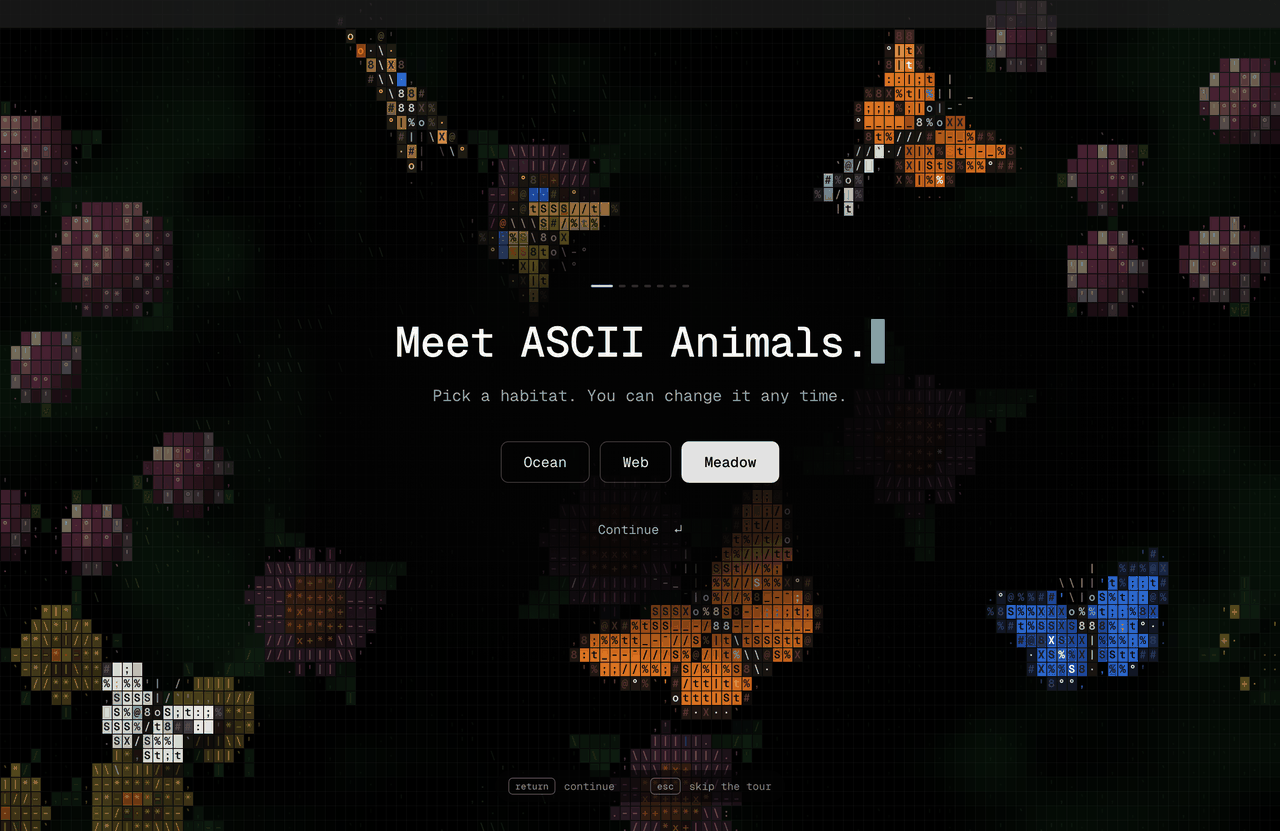 Meet ASCII Animals.
Pick a habitat. You can change it any time.
Ocean Web Meadow
Continue ↵
return continue esc skip the tour